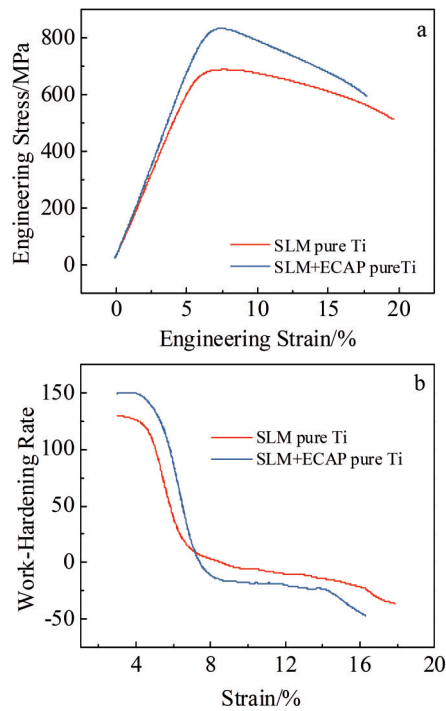 a
Engineering Stress/MPa
800
600
400
200
0
SLM pure Ti
SLM+ECAP pureTi
0 5 10 15 20
Engineering Strain/%
b
Work-Hardening Rate
150
100
50
0
-50
SLM pure Ti
SLM+ECAP pure Ti
4 8 12 16 20
Strain/%